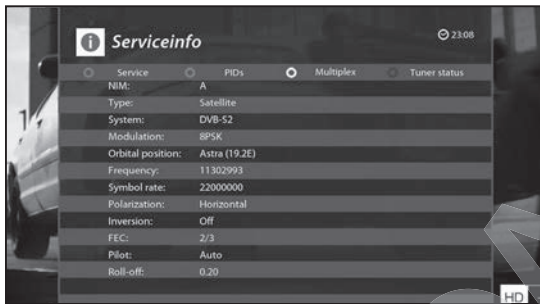 i Serviceinfo 23:08
Service PIDs Multiplex Tuner status
NIM: A
Type: Satellite
System: DVB-S2
Modulation: 8PSK
Orbital position: Astra (19.2E)
Frequency: 11302993
Symbol rate: 22000000
Polarization: Horizontal
Inversion: Off
FEC: 2/3
Pilot: Auto
Roll-off: 0.20
HD